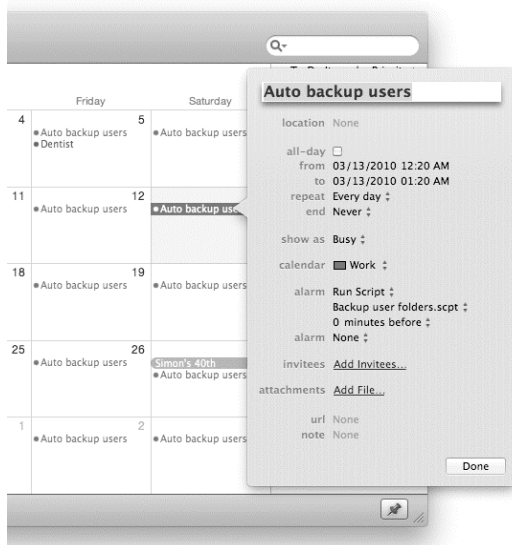 Auto backup users
Friday
Saturday
4
5
Auto backup users
Dentist
Auto backup users
11
12
Auto backup users
Auto backup use
18
19
Auto backup users
Auto backup users
25
26
Auto backup users
Simon's 40th
Auto backup users
1
2
Auto backup users
Auto backup users
location None
all-day
from 03/13/2010 12:20 AM
to 03/13/2010 01:20 AM
repeat Every day
end Never
show as Busy
calendar Work
alarm Run Script
Backup user folders.scpt
0 minutes before
alarm None
invitees Add Invitees...
attachments Add File...
url None
note None
Done